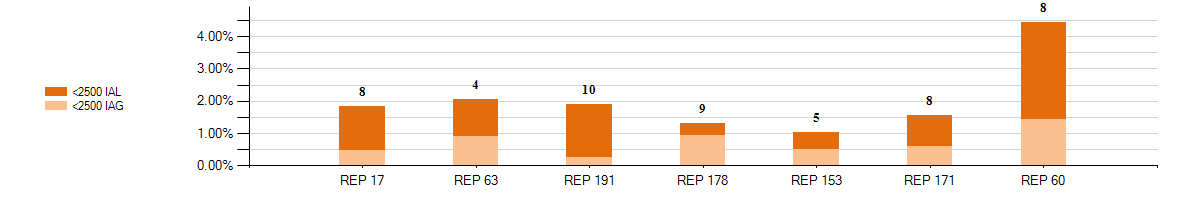 8
4.00%
3.00%
<2500 IAL
8
4
10
2.00%
9
8
<2500 IAG
5
1.00%
0.00%
REP 17
REP 63
REP 191
REP 178
REP 153
REP 171
REP 60